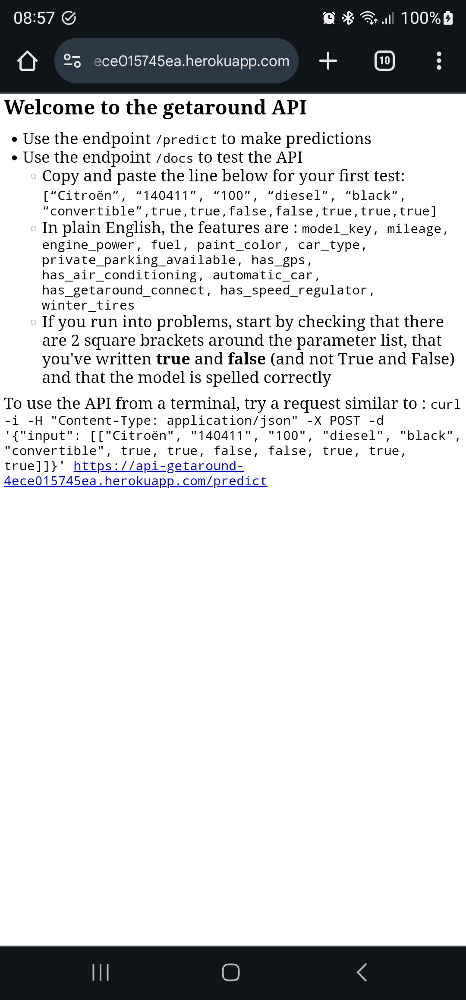 08:57
100%
ece015745ea.herokuapp.com
10
Welcome to the getaround API
Use the endpoint /predict to make predictions
Use the endpoint /docs to test the API
Copy and paste the line below for your first test:
[“Citroën”, “140411”, “100”, “diesel”, “black”,
“convertible”,true,true,false,false,true,true,true]
In plain English, the features are : model_key, mileage,
engine_power, fuel, paint_color, car_type,
private_parking_available, has_gps,
has_air_conditioning, automatic_car,
has_getaround_connect, has_speed_regulator,
winter_tires
If you run into problems, start by checking that there
are 2 square brackets around the parameter list, that
you've written true and false (and not True and False)
and that the model is spelled correctly
To use the API from a terminal, try a request similar to : curl
-i -H "Content-Type: application/json" -X POST -d
'{"input": [["Citroën", "140411", "100", "diesel", "black",
"convertible", true, true, false, false, true, true,
true]]}' https://api-getaround-
4ece015745ea.herokuapp.com/predict